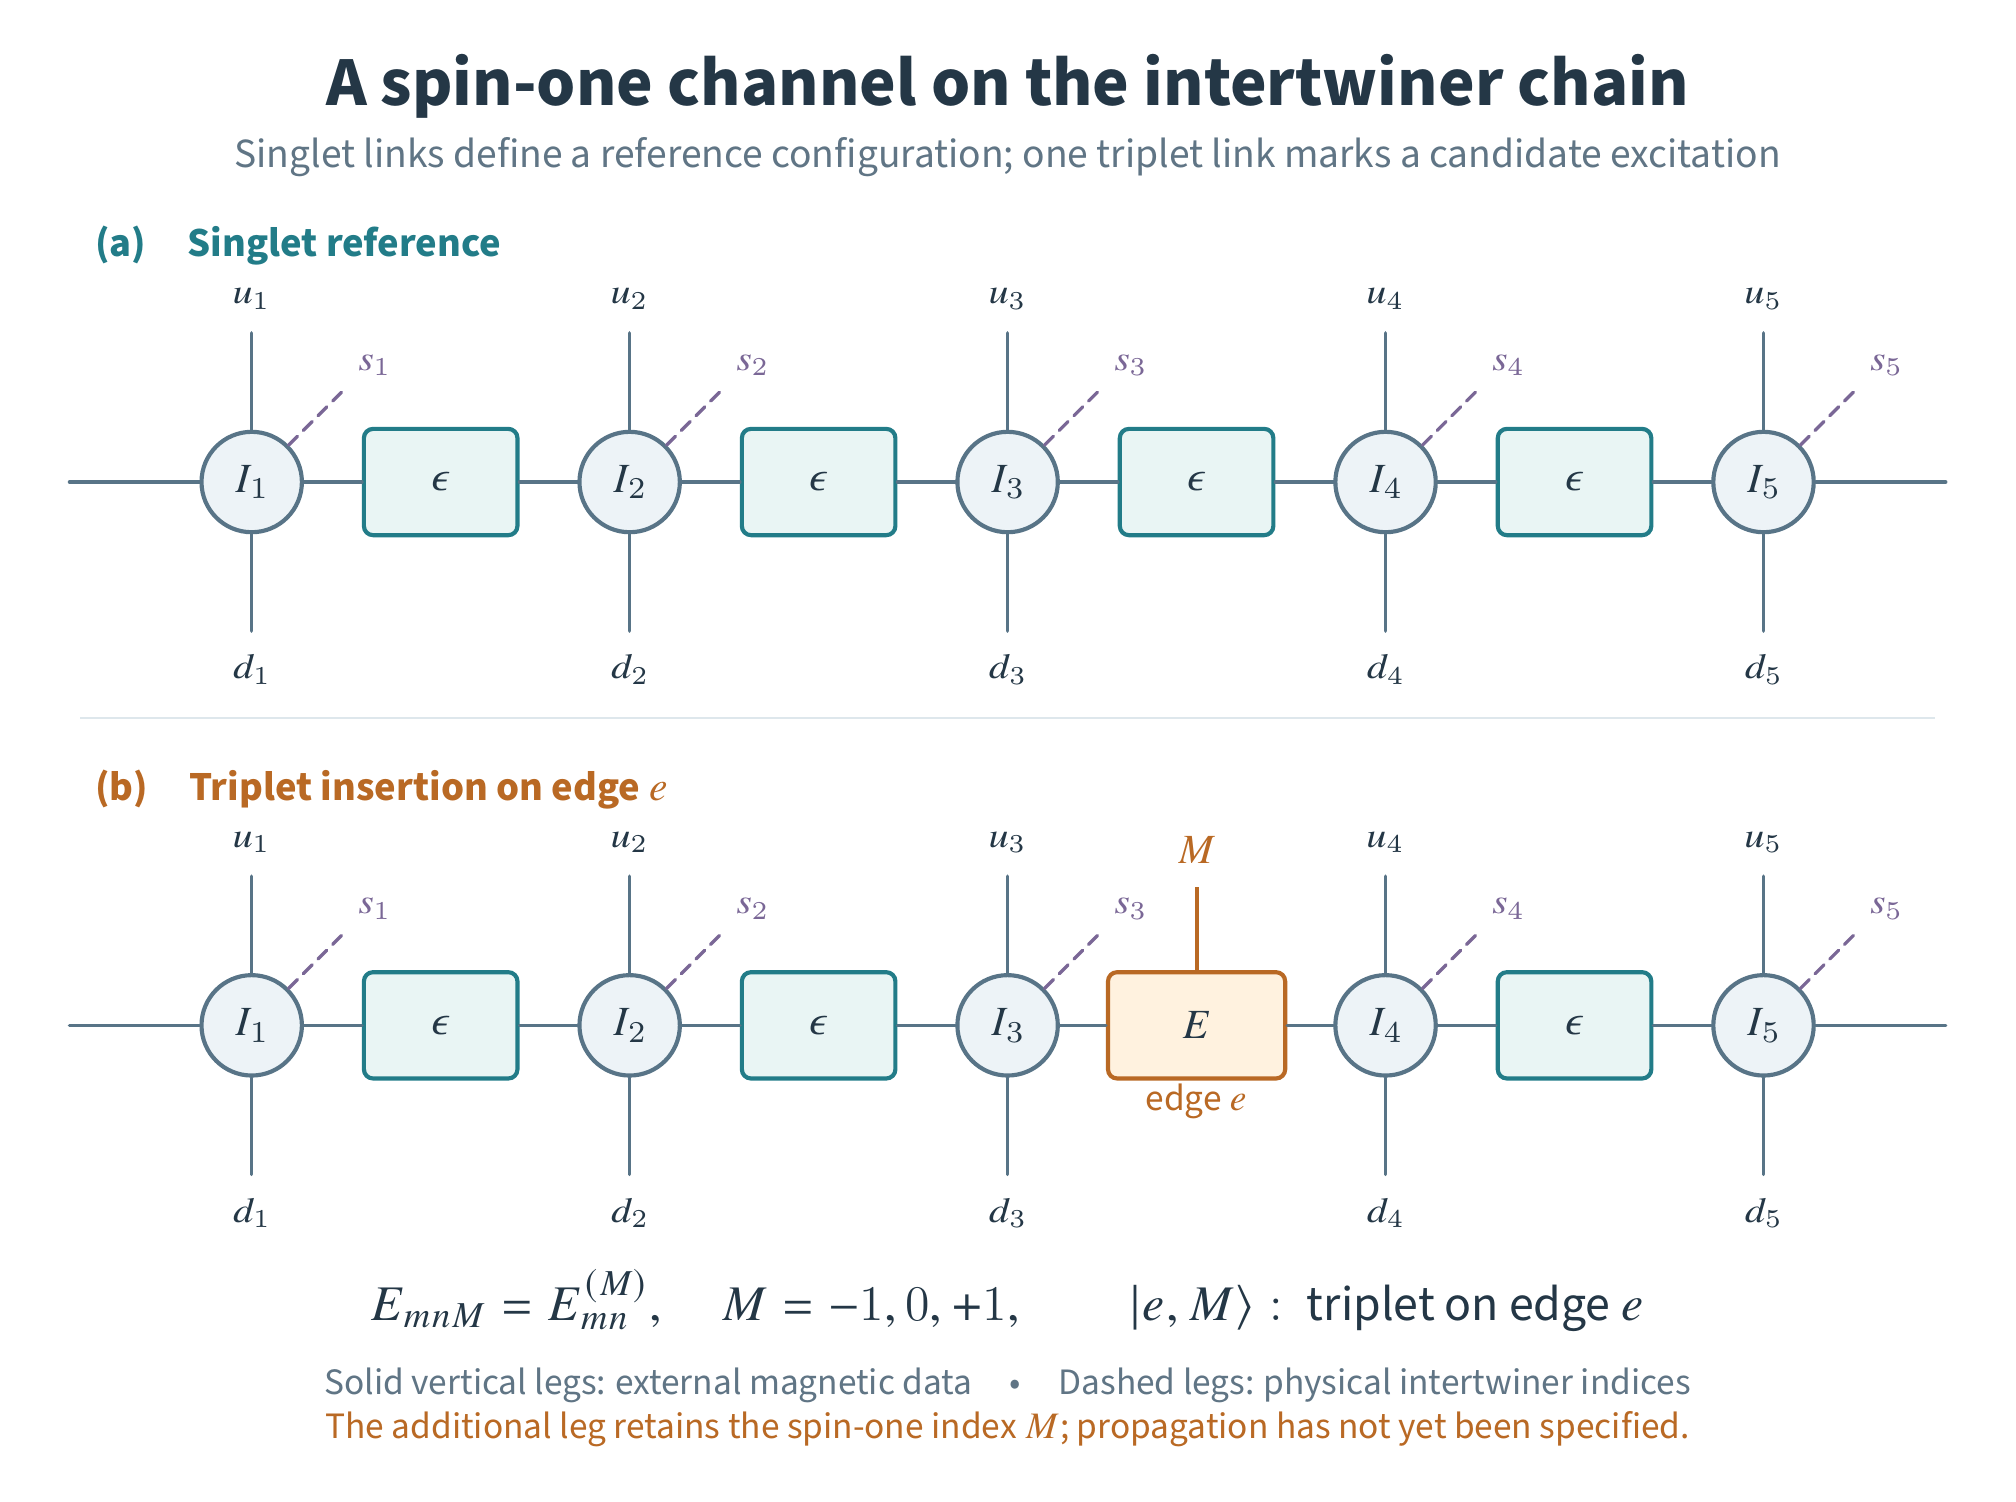 A spin-one channel on the intertwiner chain
Singlet links define a reference configuration; one triplet link marks a candidate excitation
(a) Singlet reference
u₁ u₂ u₃ u₄ u₅
s₁ s₂ s₃ s₄ s₅
I₁ ϵ I₂ ϵ I₃ ϵ I₄ ϵ I₅
d₁ d₂ d₃ d₄ d₅
(b) Triplet insertion on edge e
u₁ u₂ u₃ M u₄ u₅
s₁ s₂ s₃ s₄ s₅
I₁ ϵ I₂ ϵ I₃ E I₄ ϵ I₅
edge e
d₁ d₂ d₃ d₄ d₅
E_{mnM} = E_{mn}^{(M)}, M = −1, 0, +1, |e, M⟩ : triplet on edge e
Solid vertical legs: external magnetic data • Dashed legs: physical intertwiner indices
The additional leg retains the spin-one index M; propagation has not yet been specified.